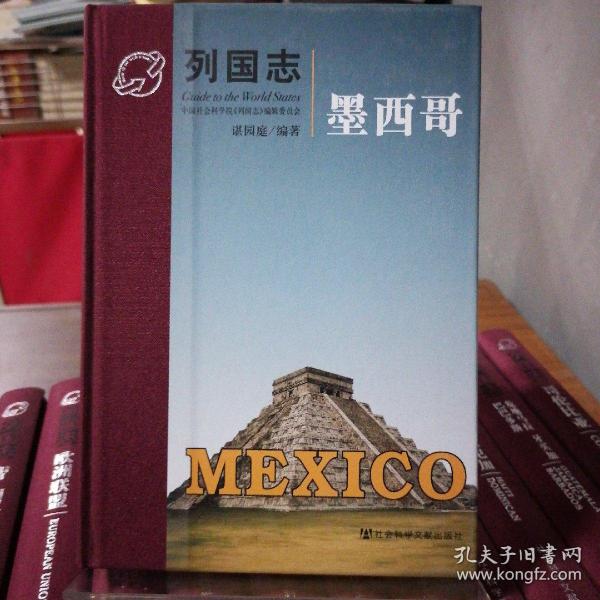 列国志
Guide to the World States
中国社会科学院《列国志》编辑委员会
谌园庭/编著
墨西哥
MEXICO
社会科学文献出版社
欧洲联盟
EUROPEAN UNION
孔夫子旧书网
www.kongfz.com